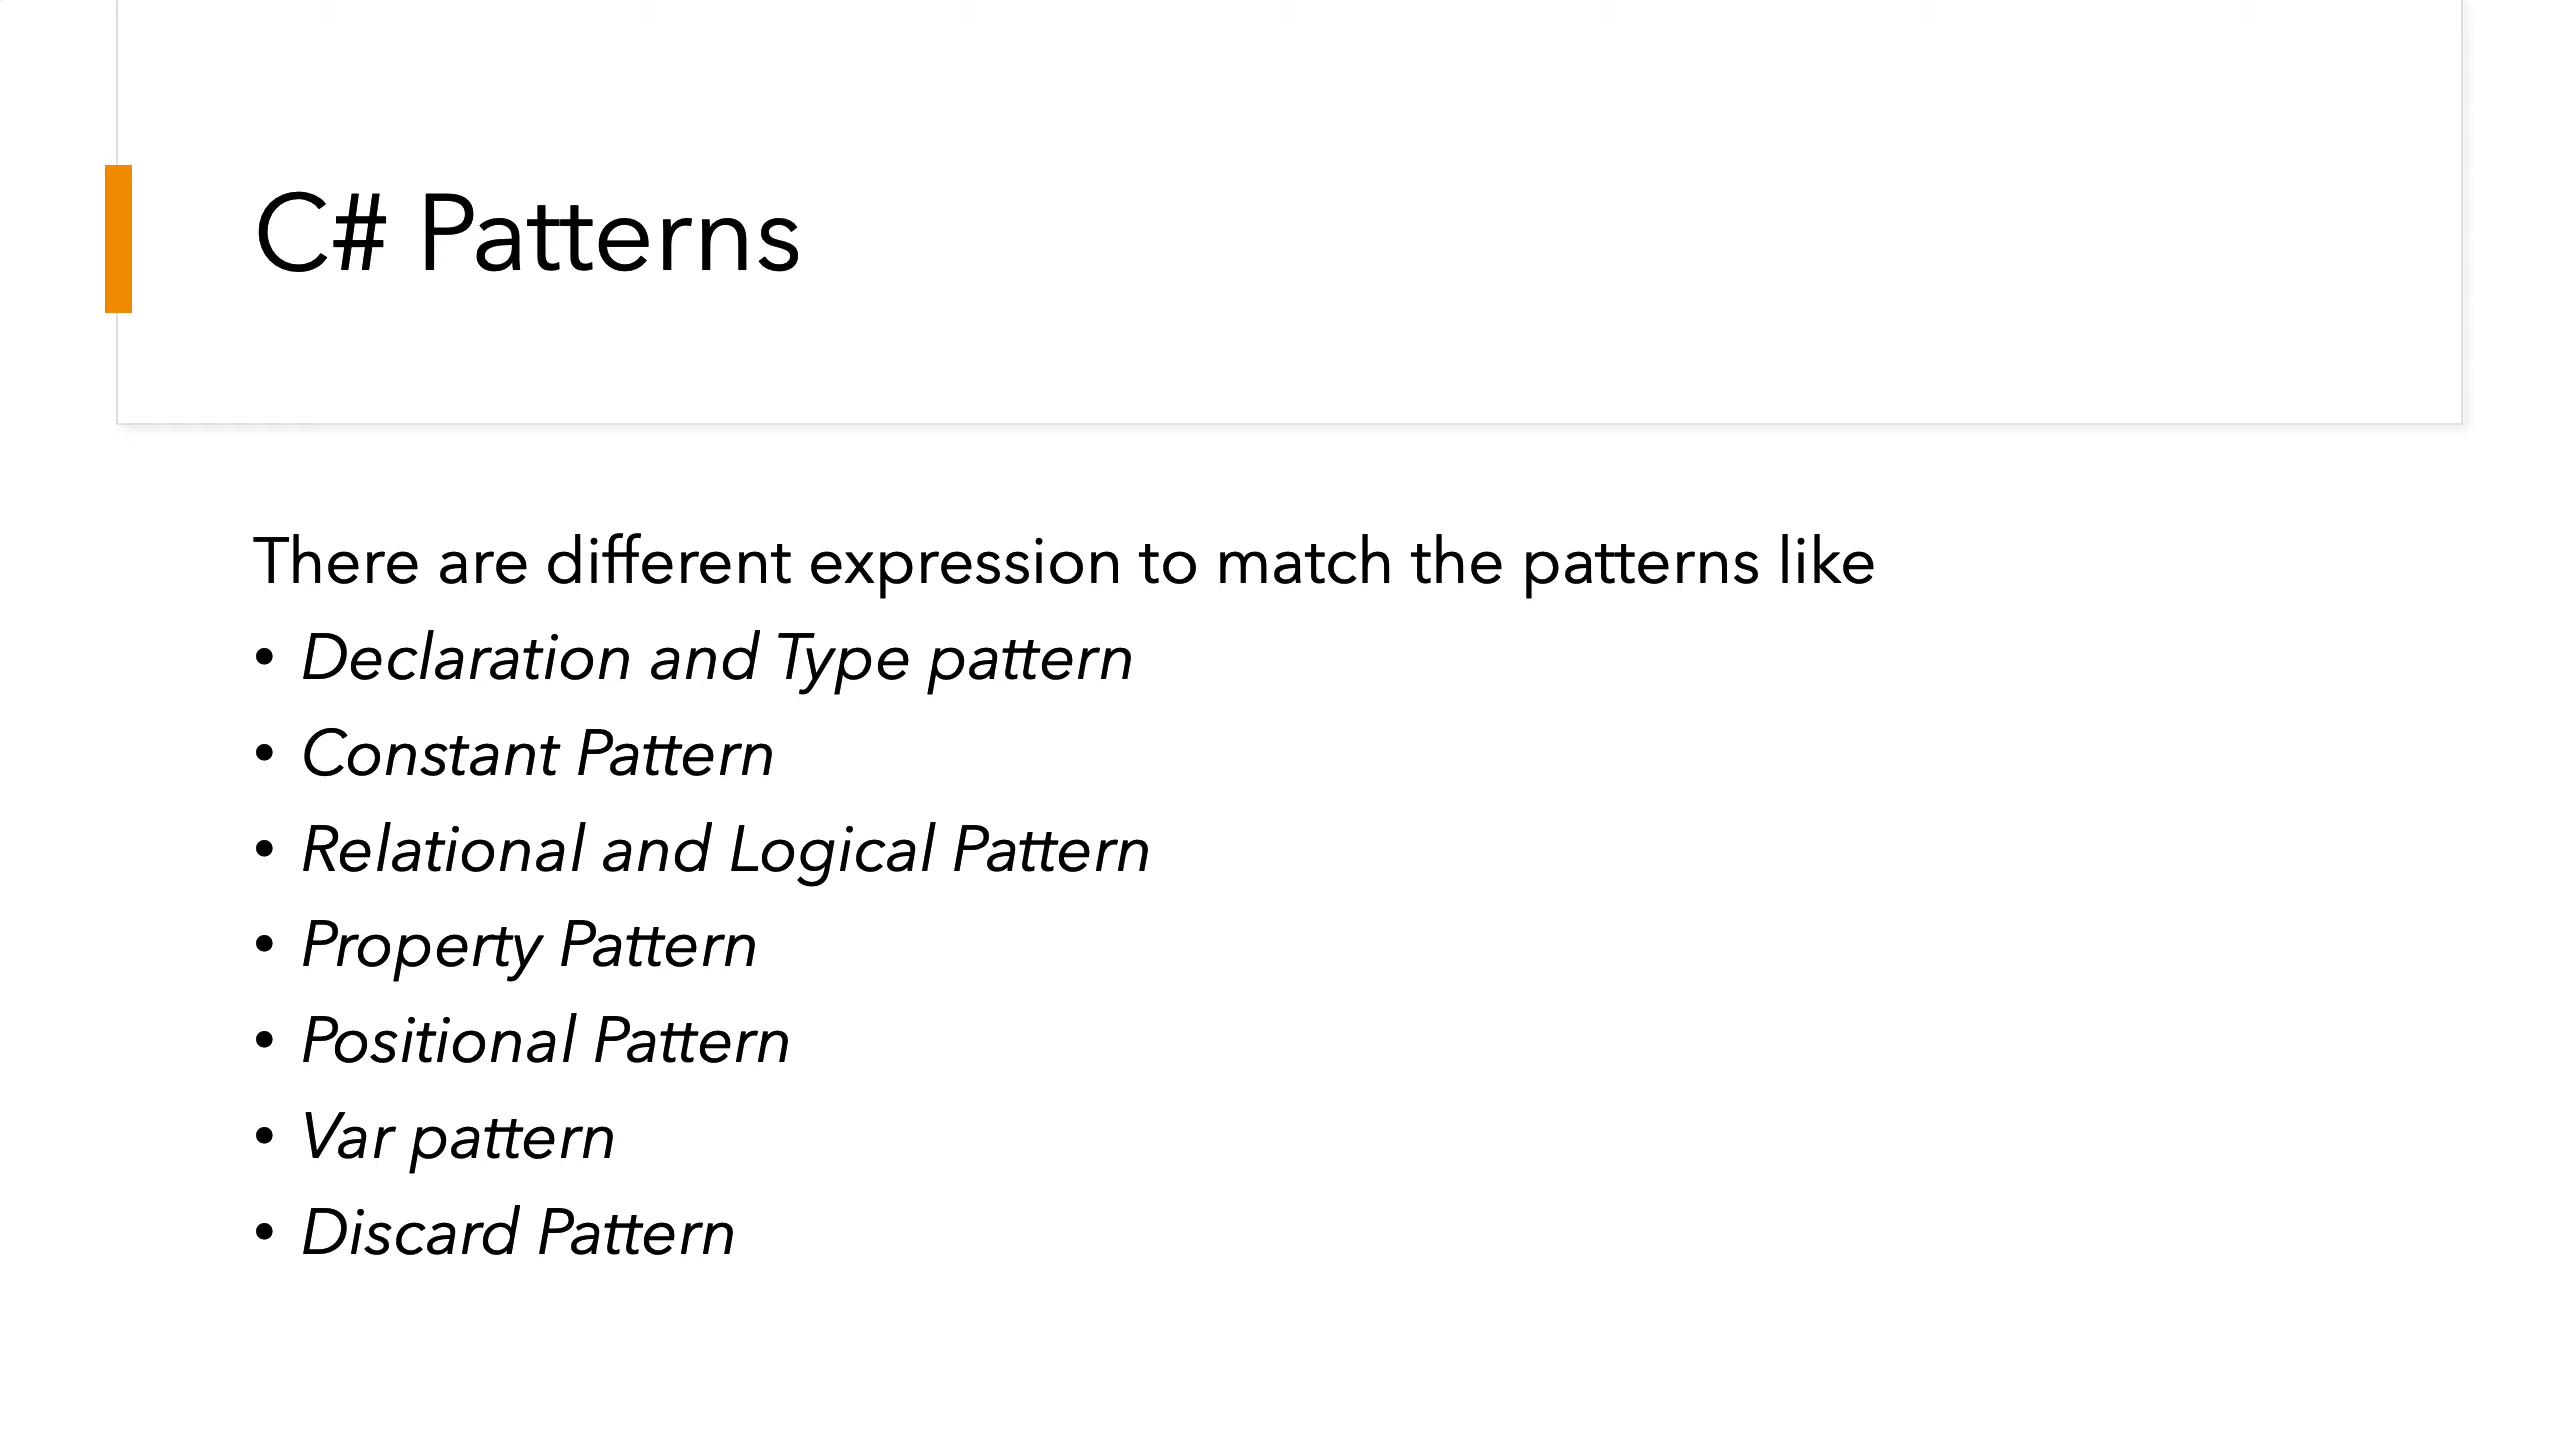 C# Patterns
There are different expression to match the patterns like
• Declaration and Type pattern
• Constant Pattern
• Relational and Logical Pattern
• Property Pattern
• Positional Pattern
• Var pattern
• Discard Pattern